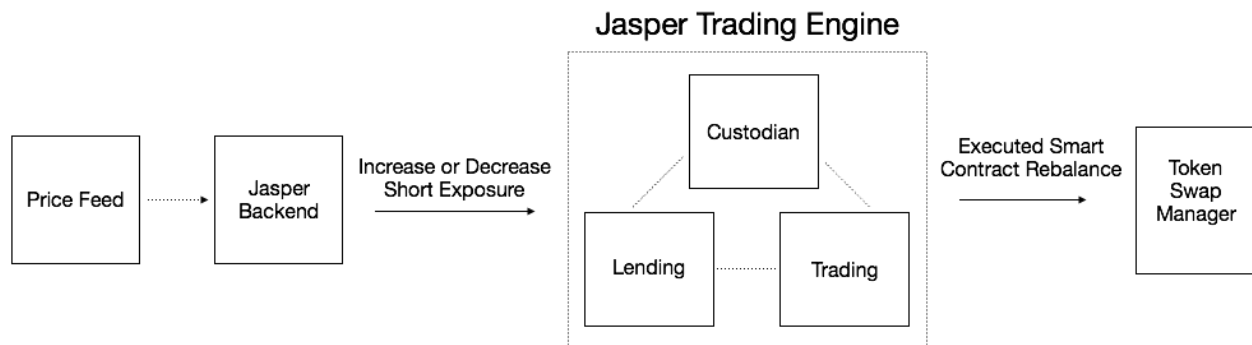 Jasper Trading Engine
Price Feed
Jasper
Backend
Increase or Decrease
Short Exposure
Custodian
Lending
Trading
Executed Smart
Contract Rebalance
Token
Swap
Manager